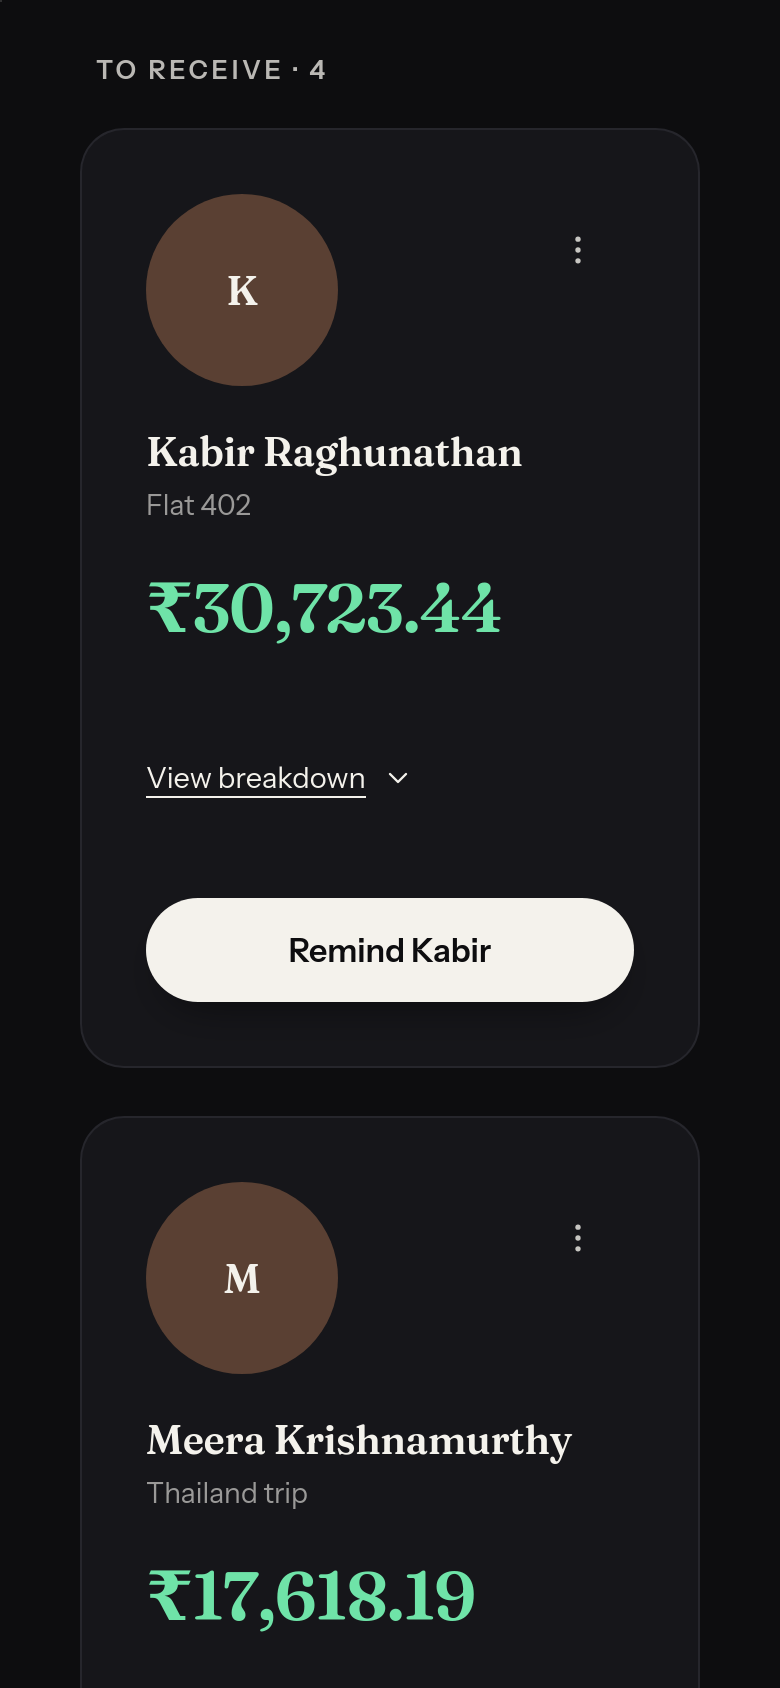 TO RECEIVE · 4
K
Kabir Raghunathan
Flat 402
₹30,723.44
View breakdown
Remind Kabir
M
Meera Krishnamurthy
Thailand trip
₹17,618.19